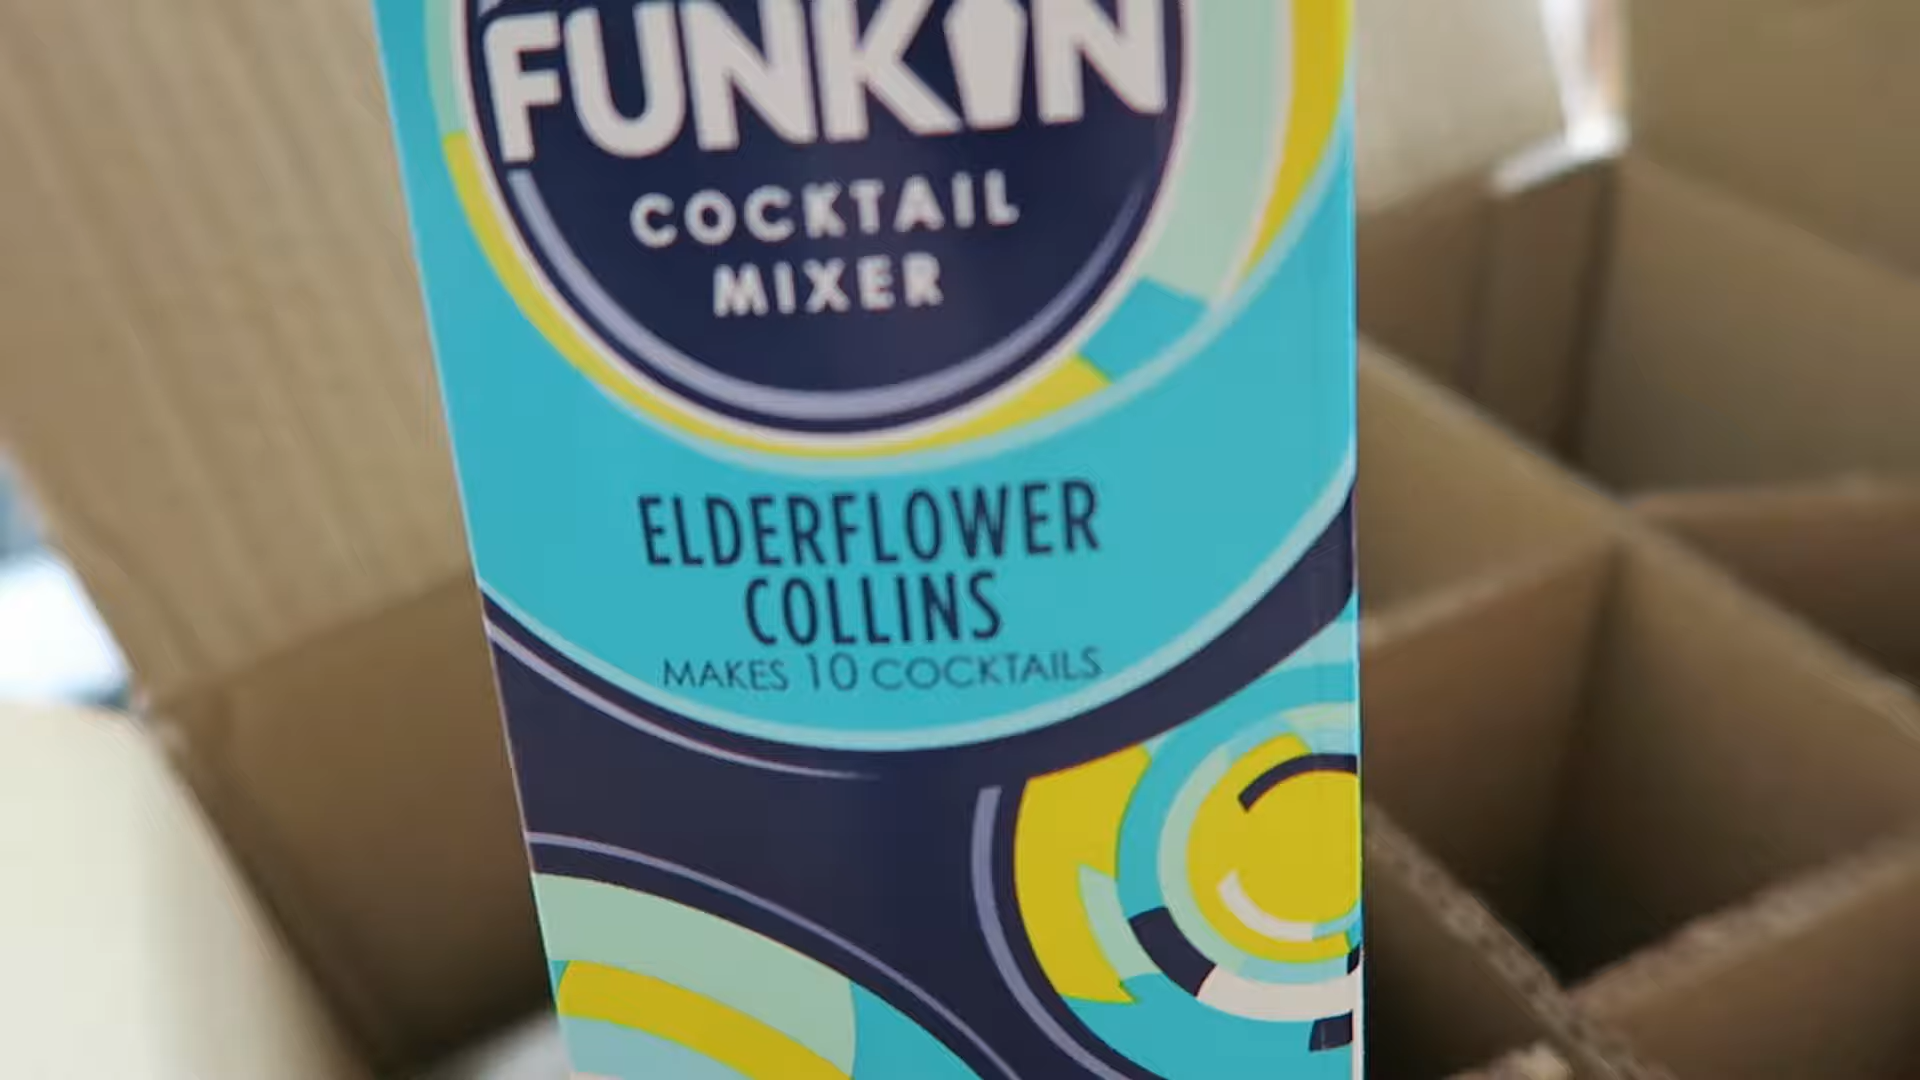 FUNKIN
COCKTAIL
MIXER
ELDERFLOWER
COLLINS
MAKES 10 COCKTAILS